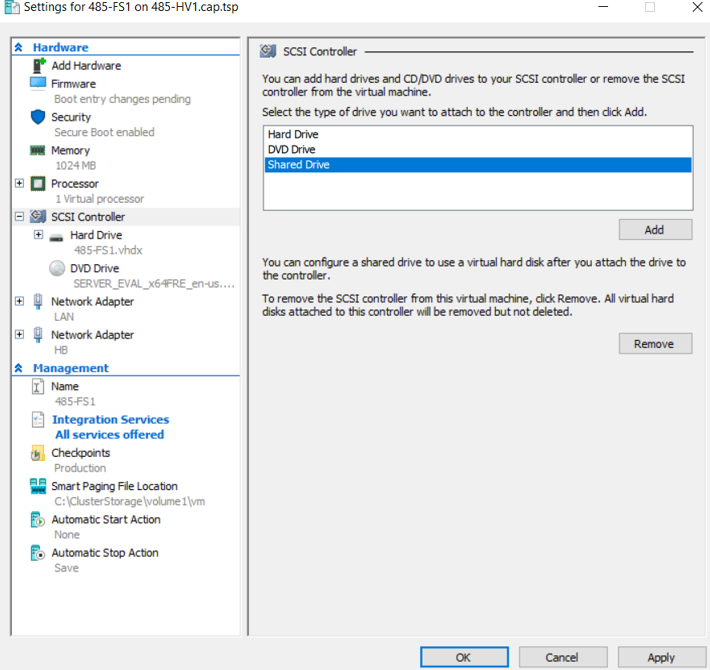 Settings for 485-FS1 on 485-HV1.cap.tsp
Hardware
Add Hardware
Firmware
Boot entry changes pending
Security
Secure Boot enabled
Memory
1024 MB
Processor
1 Virtual processor
SCSI Controller
Hard Drive
485-FS1.vhdx
DVD Drive
SERVER_EVAL_x64FRE_en-us....
Network Adapter
LAN
Network Adapter
HB
Management
Name
485-FS1
Integration Services
All services offered
Checkpoints
Production
Smart Paging File Location
C:\ClusterStorage\volume1\vm
Automatic Start Action
None
Automatic Stop Action
Save
SCSI Controller
You can add hard drives and CD/DVD drives to your SCSI controller or remove the SCSI
controller from the virtual machine.
Select the type of drive you want to attach to the controller and then click Add.
Hard Drive
DVD Drive
Shared Drive
Add
You can configure a shared drive to use a virtual hard disk after you attach the drive to
the controller.
To remove the SCSI controller from this virtual machine, click Remove. All virtual hard
disks attached to this controller will be removed but not deleted.
Remove
OK
Cancel
Apply